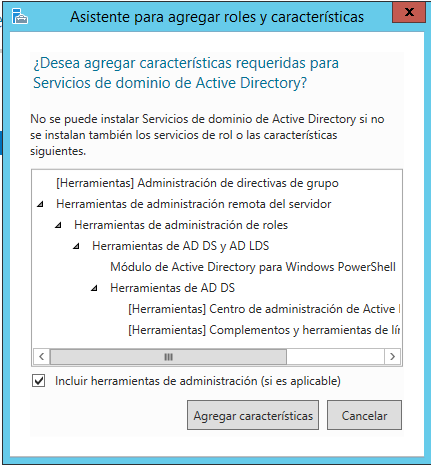 Asistente para agregar roles y características
x
¿Desea agregar características requeridas para
Servicios de dominio de Active Directory?
No se puede instalar Servicios de dominio de Active Directory si no
se instalan también los servicios de rol o las características
siguientes.
[Herramientas] Administración de directivas de grupo
Herramientas de administración remota del servidor
Herramientas de administración de roles
Herramientas de AD DS y AD LDS
Módulo de Active Directory para Windows PowerShell
Herramientas de AD DS
[Herramientas] Centro de administración de Active
[Herramientas] Complementos y herramientas de
Incluir herramientas de administración (si es aplicable)
Agregar características
Cancelar